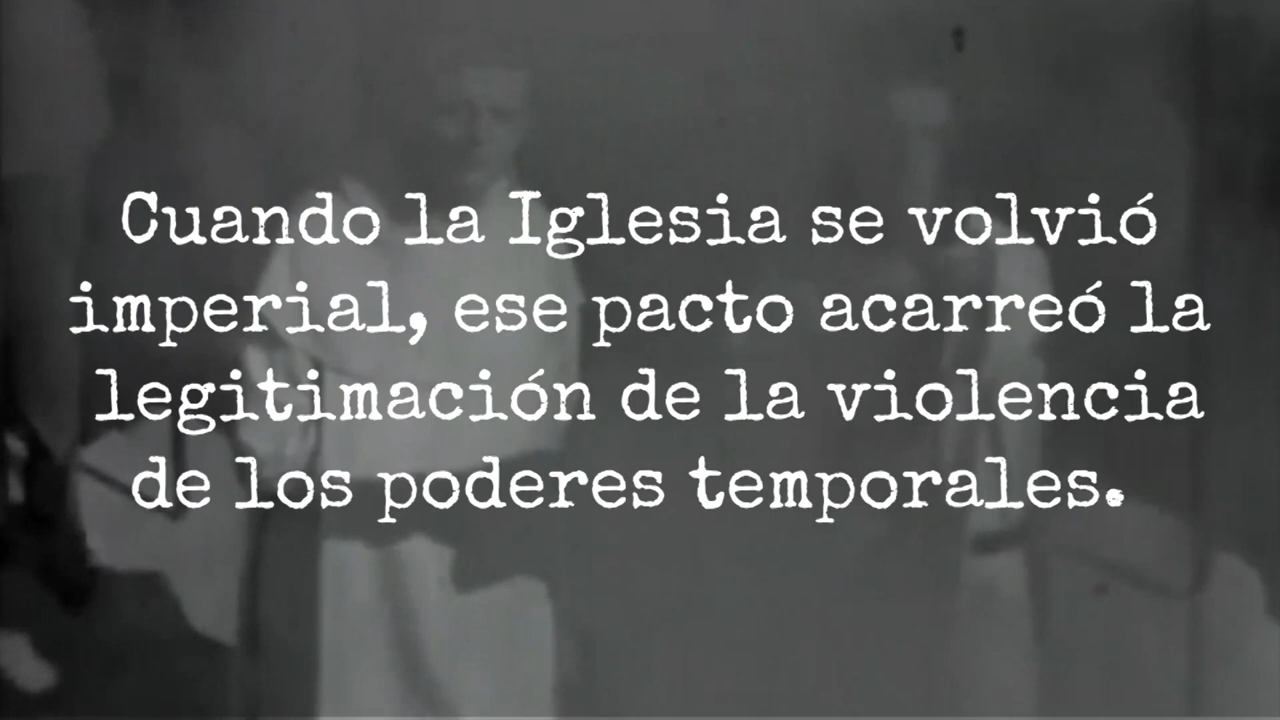 Cuando la Iglesia se volvió
imperial, ese pacto acarreó la
legitimación de la violencia
de los poderes temporales.